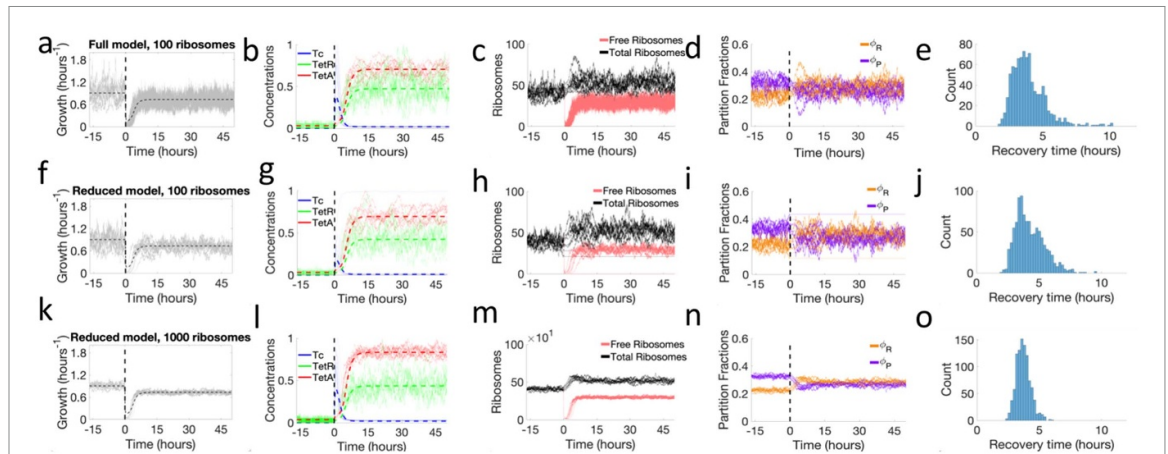 a Full model, 100 ribosomes
Growth (hours⁻¹)
1.8
1.2
0.6
0
-15 0 15 30 45
Time (hours)
b
Concentrations
1
0.5
0
Tc
TetR
TetA
-15 0 15 30 45
Time (hours)
c
Ribosomes
100
50
0
Free Ribosomes
Total Ribosomes
-15 0 15 30 45
Time (hours)
d
Partition Fractions
0.6
0.4
0.2
0
ϕR
ϕP
-15 0 15 30 45
Time (hours)
e
Count
80
60
40
20
0
0 5 10
Recovery time (hours)
f Reduced model, 100 ribosomes
Growth (hours⁻¹)
1.8
1.2
0.6
0
-15 0 15 30 45
Time (hours)
g
Concentrations
1
0.5
0
Tc
TetR
TetA
-15 0 15 30 45
Time (hours)
h
Ribosomes
100
50
0
Free Ribosomes
Total Ribosomes
-15 0 15 30 45
Time (hours)
i
Partition Fractions
0.6
0.4
0.2
0
ϕR
ϕP
-15 0 15 30 45
Time (hours)
j
Count
100
50
0
0 5 10
Recovery time (hours)
k Reduced model, 1000 ribosomes
Growth (hours⁻¹)
1.8
1.2
0.6
0
-15 0 15 30 45
Time (hours)
l
Concentrations
1
0.5
0
Tc
TetR
TetA
-15 0 15 30 45
Time (hours)
m ×10¹
Ribosomes
100
50
0
Free Ribosomes
Total Ribosomes
-15 0 15 30 45
Time (hours)
n
Partition Fractions
0.6
0.4
0.2
0
ϕR
ϕP
-15 0 15 30 45
Time (hours)
o
Count
150
100
50
0
0 5 10
Recovery time (hours)